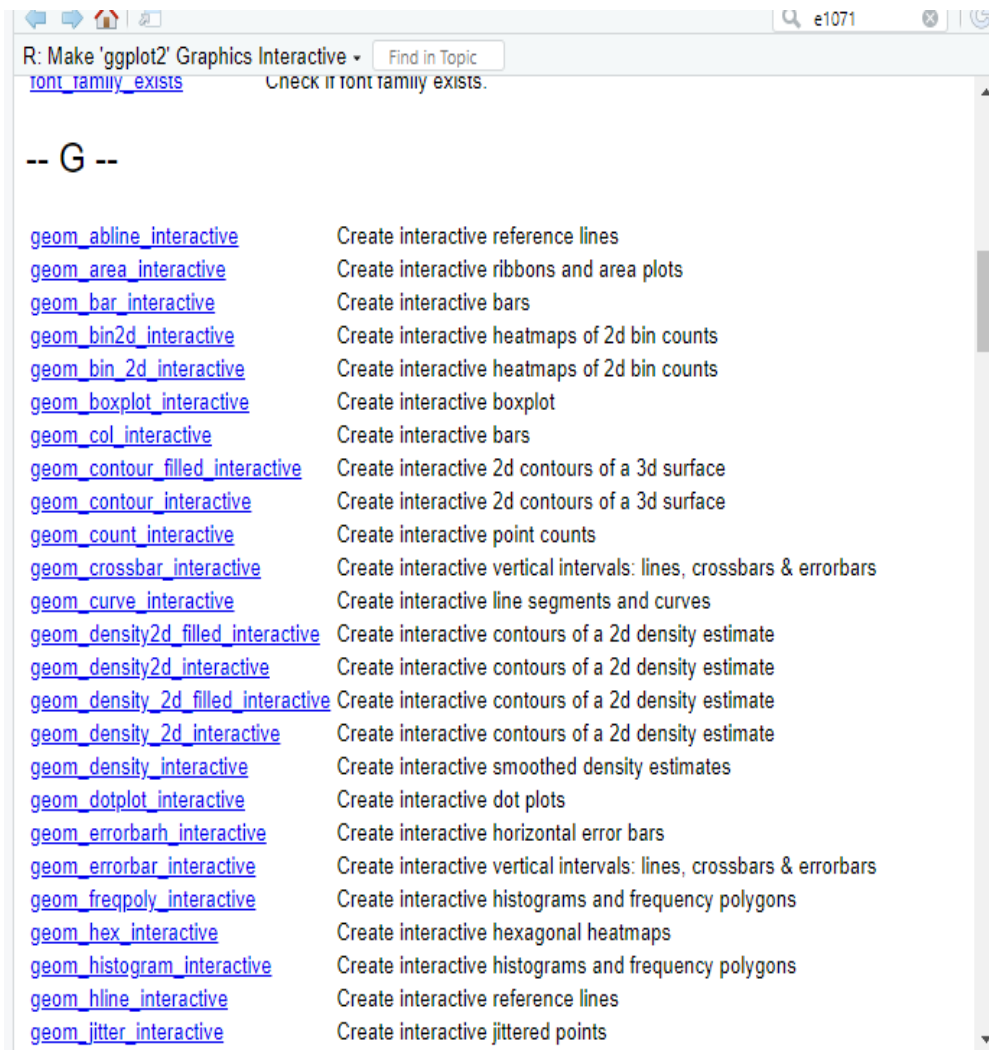 e1071
R: Make 'ggplot2' Graphics Interactive Find in Topic
font_family_exists Check if font family exists.
-- G --
geom_abline_interactive Create interactive reference lines
geom_area_interactive Create interactive ribbons and area plots
geom_bar_interactive Create interactive bars
geom_bin2d_interactive Create interactive heatmaps of 2d bin counts
geom_bin_2d_interactive Create interactive heatmaps of 2d bin counts
geom_boxplot_interactive Create interactive boxplot
geom_col_interactive Create interactive bars
geom_contour_filled_interactive Create interactive 2d contours of a 3d surface
geom_contour_interactive Create interactive 2d contours of a 3d surface
geom_count_interactive Create interactive point counts
geom_crossbar_interactive Create interactive vertical intervals: lines, crossbars & errorbars
geom_curve_interactive Create interactive line segments and curves
geom_density2d_filled_interactive Create interactive contours of a 2d density estimate
geom_density2d_interactive Create interactive contours of a 2d density estimate
geom_density_2d_filled_interactive Create interactive contours of a 2d density estimate
geom_density_2d_interactive Create interactive contours of a 2d density estimate
geom_density_interactive Create interactive smoothed density estimates
geom_dotplot_interactive Create interactive dot plots
geom_errorbarh_interactive Create interactive horizontal error bars
geom_errorbar_interactive Create interactive vertical intervals: lines, crossbars & errorbars
geom_freqpoly_interactive Create interactive histograms and frequency polygons
geom_hex_interactive Create interactive hexagonal heatmaps
geom_histogram_interactive Create interactive histograms and frequency polygons
geom_hline_interactive Create interactive reference lines
geom_jitter_interactive Create interactive jittered points